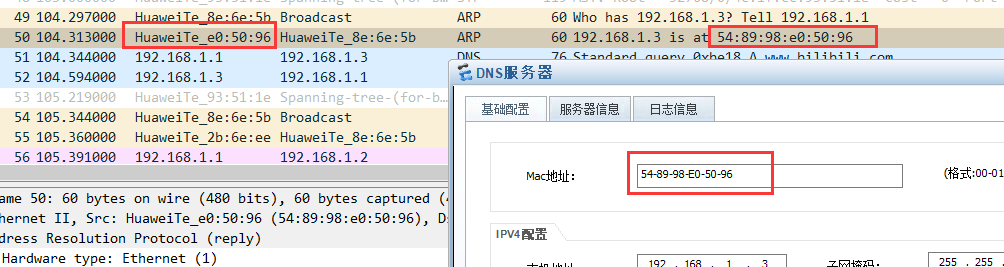 49 104.297000 HuaweiTe_8e:6e:5b Broadcast ARP 60 Who has 192.168.1.3? Tell 192.168.1.1
50 104.313000 HuaweiTe_e0:50:96 HuaweiTe_8e:6e:5b ARP 60 192.168.1.3 is at 54:89:98:e0:50:96
51 104.344000 192.168.1.1 192.168.1.3 DNS 76 Standard query 0xbe18 A www.bilibili.com
52 104.594000 192.168.1.3 192.168.1.1
53 105.219000 HuaweiTe_93:51:1e Spanning-tree-(for-b…
54 105.344000 HuaweiTe_8e:6e:5b Broadcast
55 105.360000 HuaweiTe_2b:6e:ee HuaweiTe_8e:6e:5b
56 105.391000 192.168.1.1 192.168.1.2
DNS服务器
基础配置 服务器信息 日志信息
Mac地址: 54-89-98-E0-50-96 (格式:00-01
IPV4配置
192 . 168 . 1 . 3 子网掩码: 255 . 255 .
ame 50: 60 bytes on wire (480 bits), 60 bytes captured (4
hernet II, Src: HuaweiTe_e0:50:96 (54:89:98:e0:50:96), D
ddress Resolution Protocol (reply)
Hardware type: Ethernet (1)